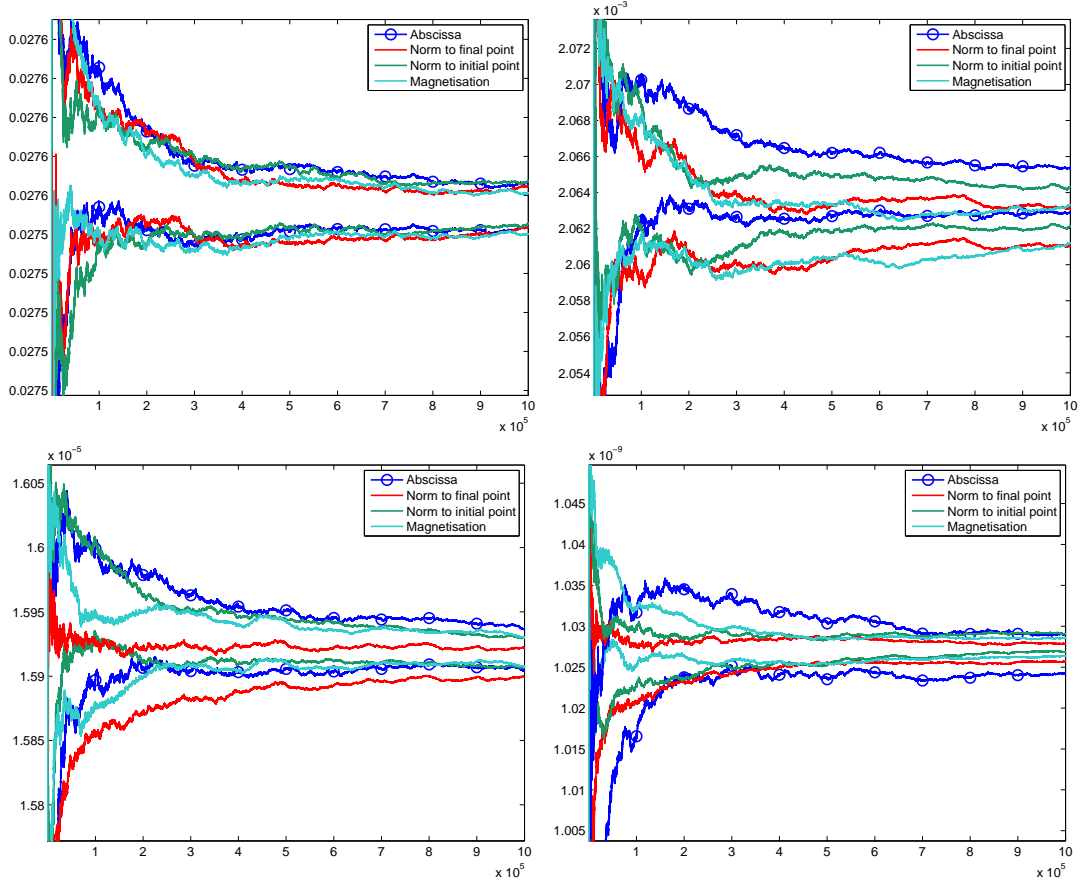 0.0276
0.0276
0.0276
0.0276
0.0276
0.0275
0.0275
0.0275
0.0275
0.0275
1 2 3 4 5 6 7 8 9 10
x 10^5
Abscissa
Norm to final point
Norm to initial point
Magnetisation
x 10^-3
2.072
2.07
2.068
2.066
2.064
2.062
2.06
2.058
2.056
2.054
1 2 3 4 5 6 7 8 9 10
x 10^5
Abscissa
Norm to final point
Norm to initial point
Magnetisation
x 10^-5
1.605
1.6
1.595
1.59
1.585
1.58
1 2 3 4 5 6 7 8 9 10
x 10^5
Abscissa
Norm to final point
Norm to initial point
Magnetisation
x 10^-9
1.045
1.04
1.035
1.03
1.025
1.02
1.015
1.01
1.005
1 2 3 4 5 6 7 8 9 10
x 10^5
Abscissa
Norm to final point
Norm to initial point
Magnetisation